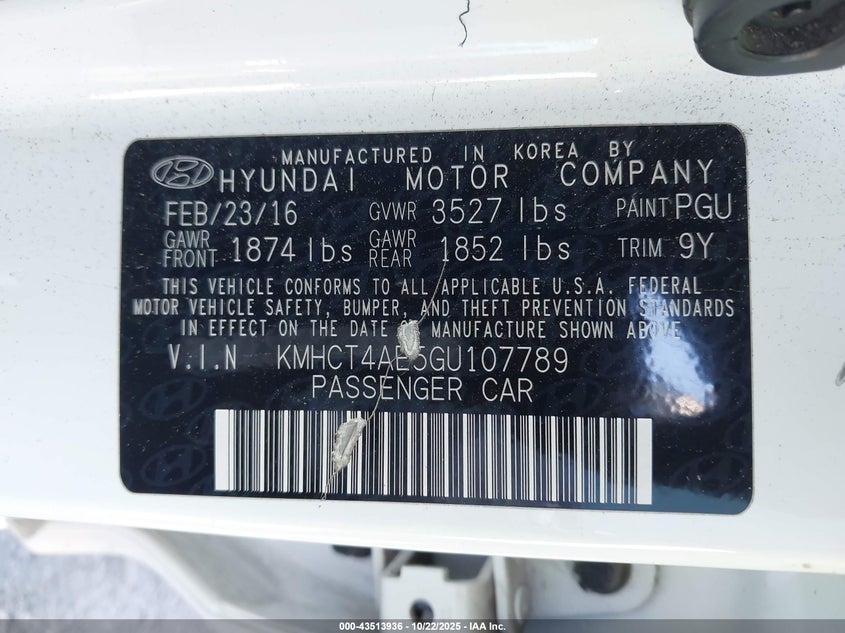 MANUFACTURED IN KOREA BY
HYUNDAI MOTOR COMPANY
FEB/23/16 GVWR 3527 lbs PAINT PGU
GAWR FRONT 1874 lbs GAWR REAR 1852 lbs TRIM 9Y
THIS VEHICLE CONFORMS TO ALL APPLICABLE U.S.A. FEDERAL
MOTOR VEHICLE SAFETY, BUMPER, AND THEFT PREVENTION STANDARDS
IN EFFECT ON THE DATE OF MANUFACTURE SHOWN ABOVE.
V.I.N KMHCT4AE5GU107789
PASSENGER CAR
000-43513936 - 10/22/2025 - IAA Inc.